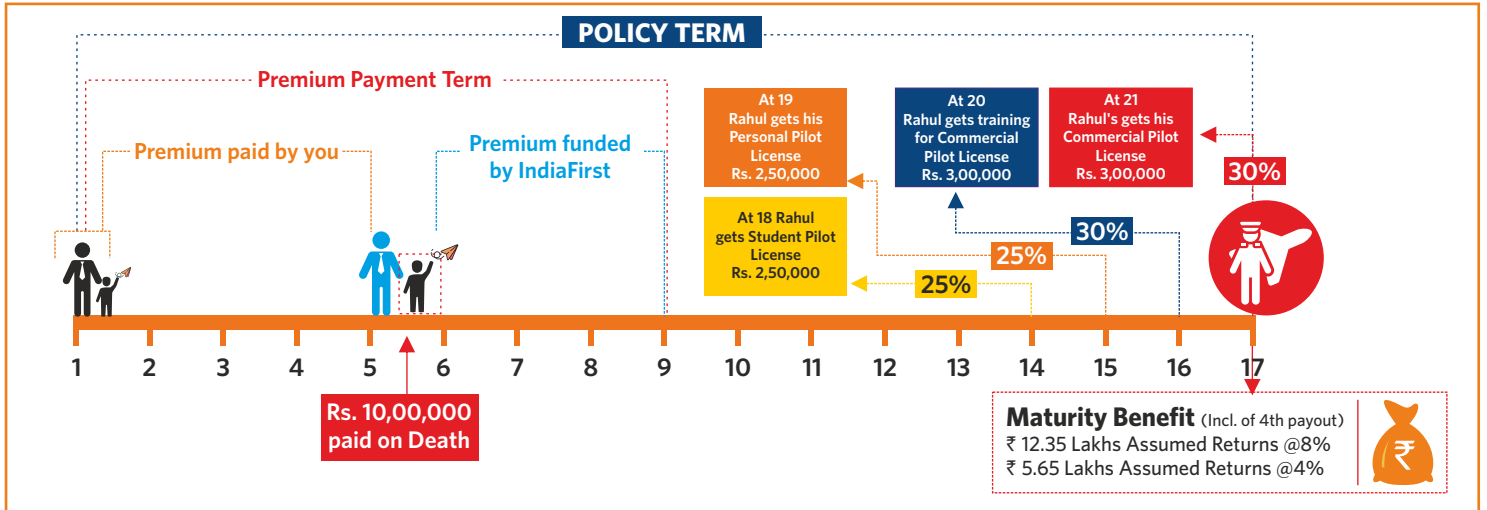 POLICY TERM
Premium Payment Term
Premium paid by you
Premium funded
by IndiaFirst
At 19
Rahul gets his
Personal Pilot
License
Rs. 2,50,000
At 20
Rahul gets training
for Commercial
Pilot License
Rs. 3,00,000
At 21
Rahul's gets his
Commercial Pilot
License
Rs. 3,00,000
30%
At 18 Rahul
gets Student Pilot
License
Rs. 2,50,000
30%
25%
25%
1 2 3 4 5 6 7 8 9 10 11 12 13 14 15 16 17
Rs. 10,00,000
paid on Death
Maturity Benefit (Incl. of 4th payout)
₹ 12.35 Lakhs Assumed Returns @8%
₹ 5.65 Lakhs Assumed Returns @4%
₹